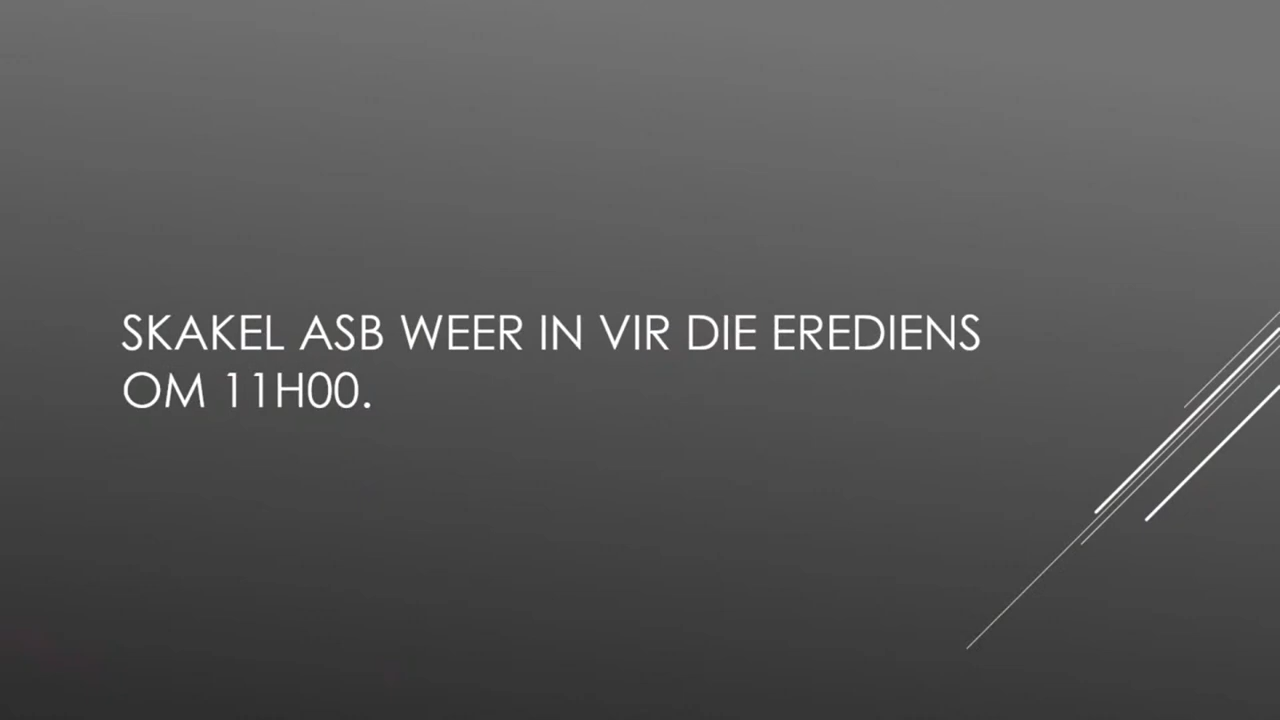 SKAKEL ASB WEER IN VIR DIE EREDIENS
OM 11H00.